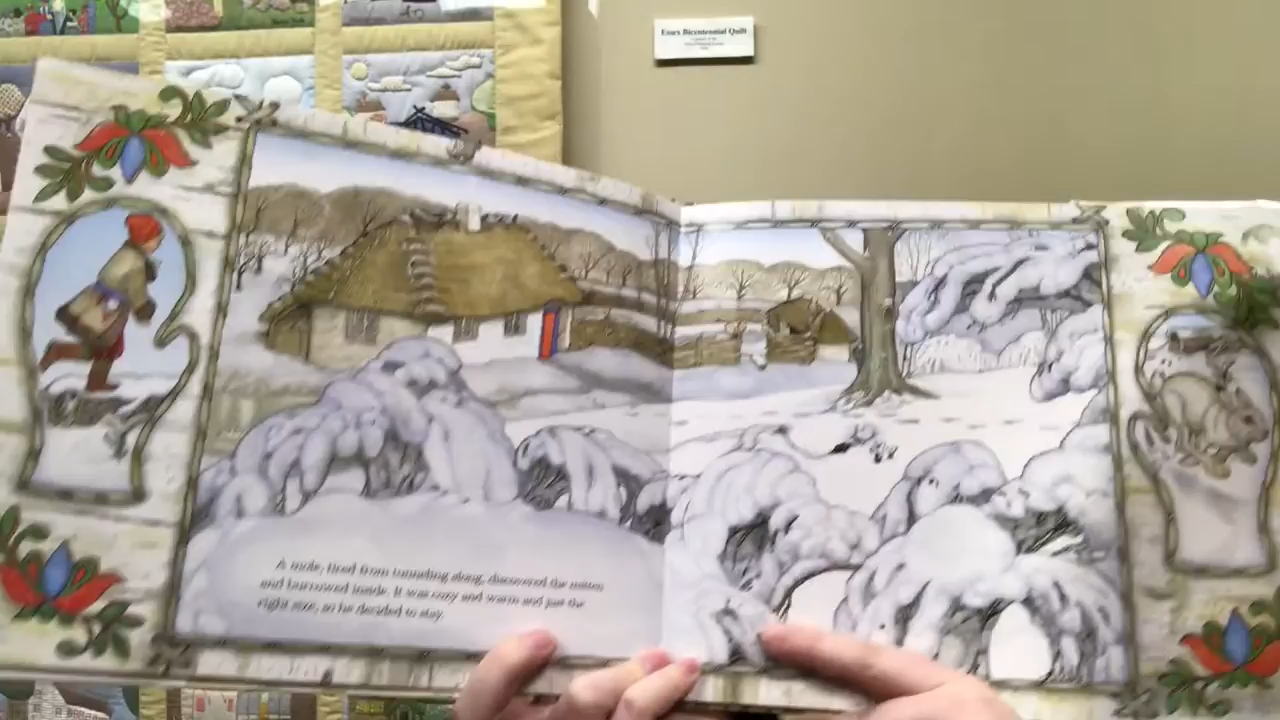 Essex Bicentennial Quilt
A mole, tired from tunneling along, discovered the mitten
and burrowed inside. It was cozy and warm and just the
right size, so he decided to stay.